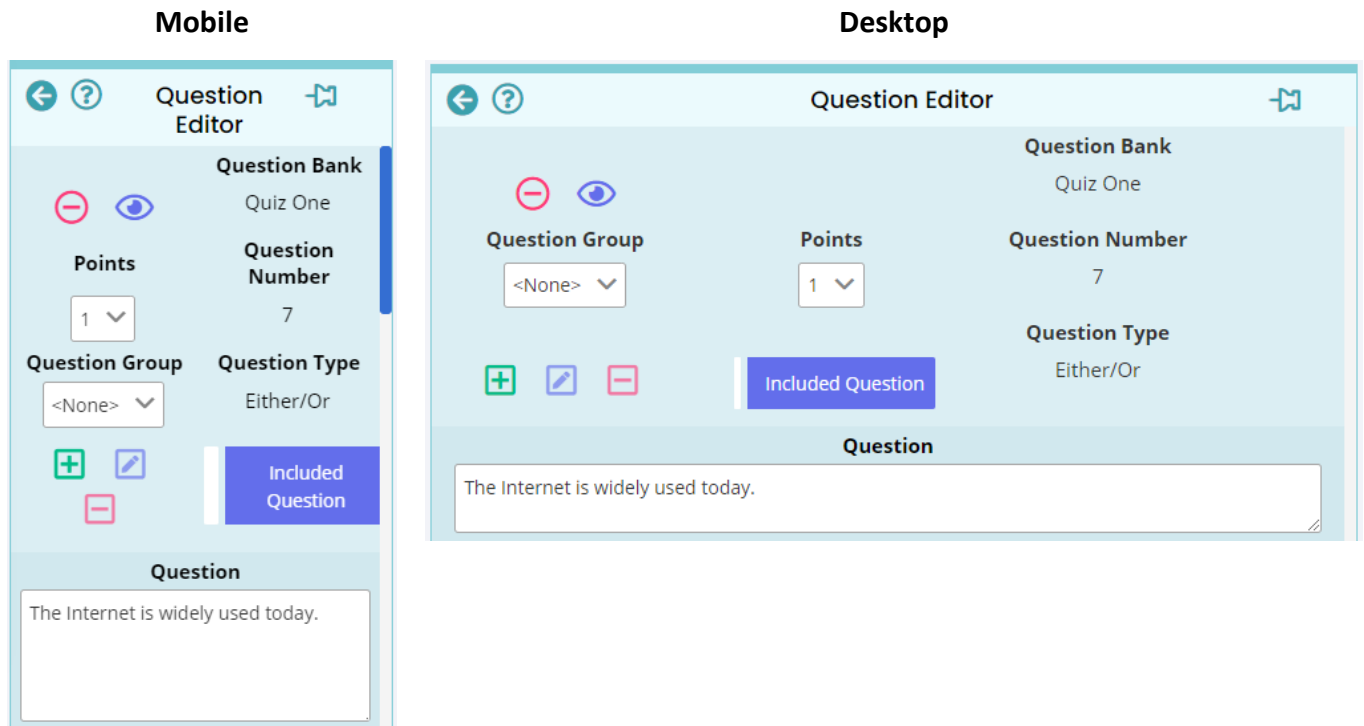 Mobile
Question
Editor
Question Bank
Quiz One
Points
Question
Number
1
7
Question Group
Question Type
<None>
Either/Or
Included
Question
Question
The Internet is widely used today.
Desktop
Question Editor
Question Bank
Quiz One
Question Group
Points
Question Number
<None>
1
7
Question Type
Either/Or
Included Question
Question
The Internet is widely used today.